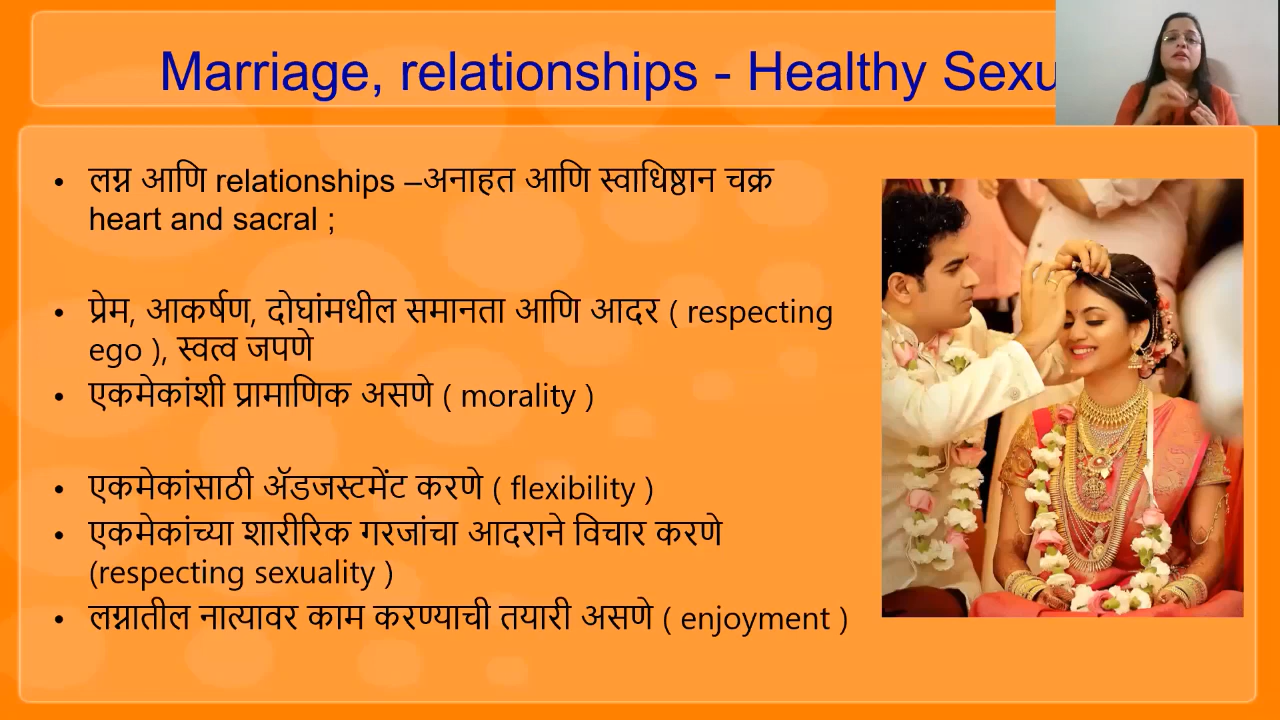 Marriage, relationships - Healthy Sexu
• लग्न आणि relationships –अनाहत आणि स्वाधिष्ठान चक्र
heart and sacral ;
• प्रेम, आकर्षण, दोघांमधील समानता आणि आदर ( respecting
ego ), स्वत्व जपणे
• एकमेकांशी प्रामाणिक असणे ( morality )
• एकमेकांसाठी ॲडजस्टमेंट करणे ( flexibility )
• एकमेकांच्या शारीरिक गरजांचा आदराने विचार करणे
(respecting sexuality )
• लग्नातील नात्यावर काम करण्याची तयारी असणे ( enjoyment )